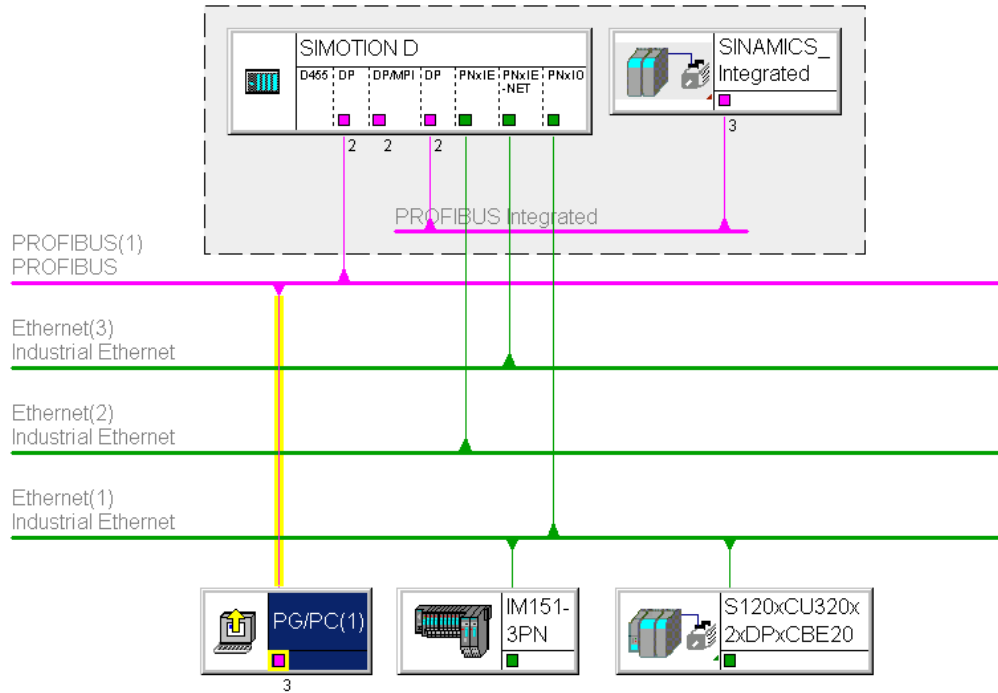 SIMOTION D
D455 DP DP/MPI DP PNxIE PNxIE PNxIO
-NET
2 2 2
SINAMICS_
Integrated
3
PROFIBUS Integrated
PROFIBUS(1)
PROFIBUS
Ethernet(3)
Industrial Ethernet
Ethernet(2)
Industrial Ethernet
Ethernet(1)
Industrial Ethernet
PG/PC(1)
3
IM151-
3PN
S120xCU320x
2xDPxCBE20